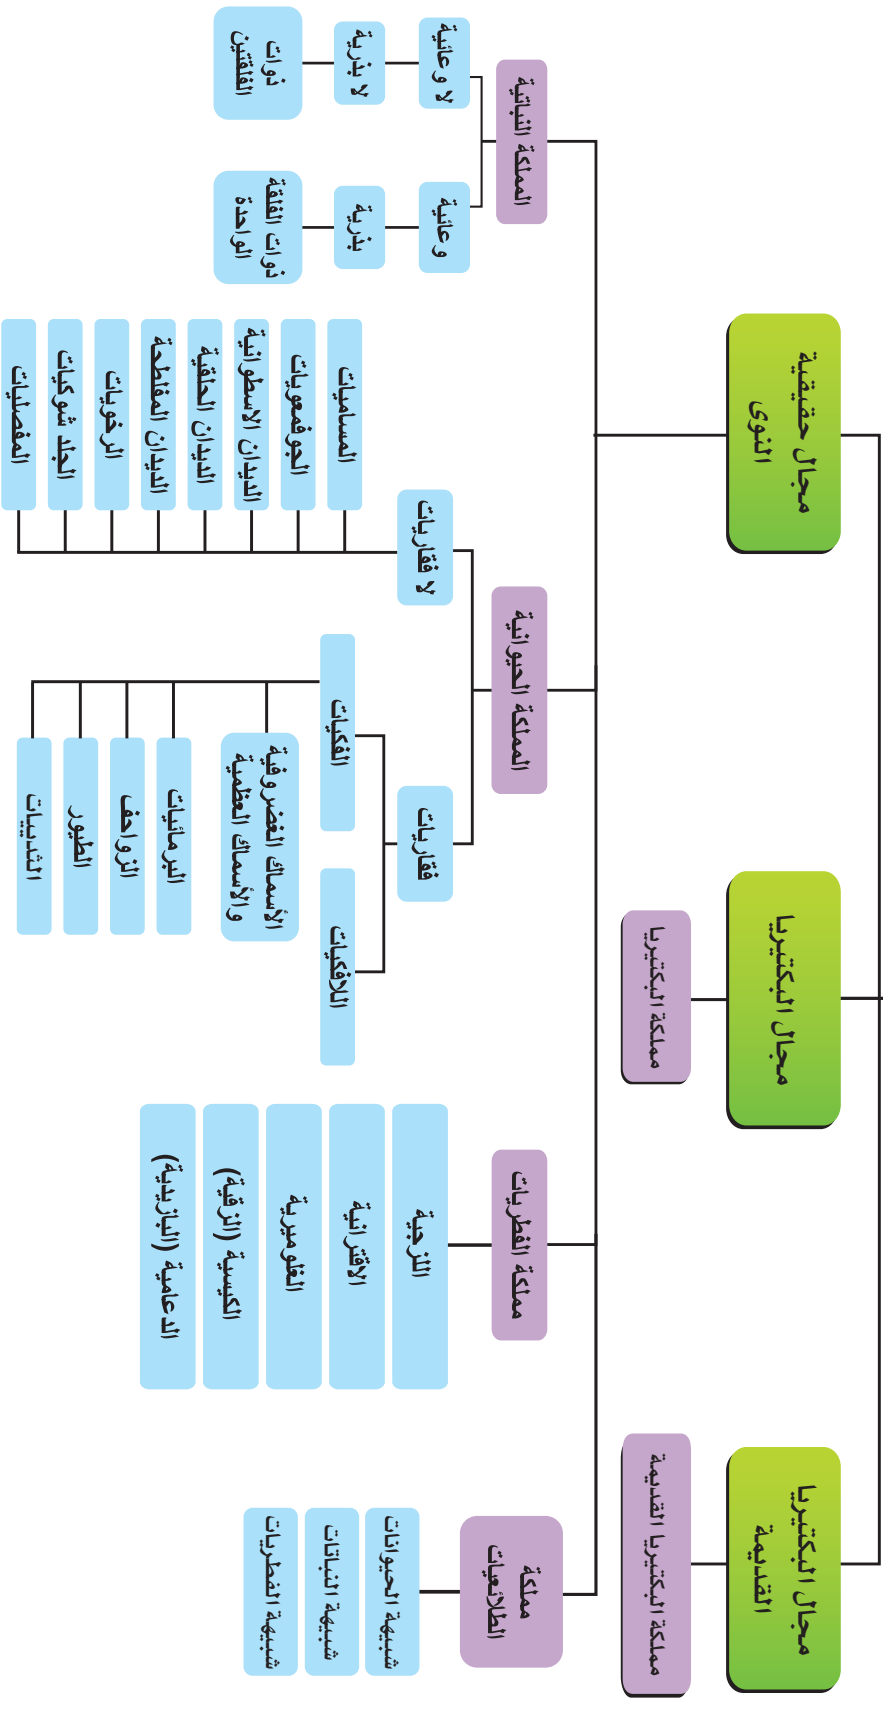 مجال البكتيريا
القديمة
مجال البكتيريا
مجال حقيقية
النوى
مملكة البكتيريا القديمة
مملكة البكتيريا
مملكة
الطلائعيات
مملكة الفطريات
المملكة الحيوانية
المملكة النباتية
شبيهة الحيوانات
شبيهة النباتات
شبيهة الفطريات
اللزجية
الاقترانية
الغلوميرية
الكيسية (الزقية)
الدعامية (البازيدية)
فقاريات
لا فقاريات
اللافكيات
الفكيات
الأسماك الغضروفية
والأسماك العظمية
البرمائيات
الزواحف
الطيور
الثدييات
المساميات
الجوفمعويات
الديدان الاسطوانية
الديدان الحلقية
الديدان المفلطحة
الرخويات
الجلد شوكيات
المفصليات
وعائية
لا وعائية
بذرية
لا بذرية
ذوات الفلقة
الواحدة
ذوات
الفلقتين